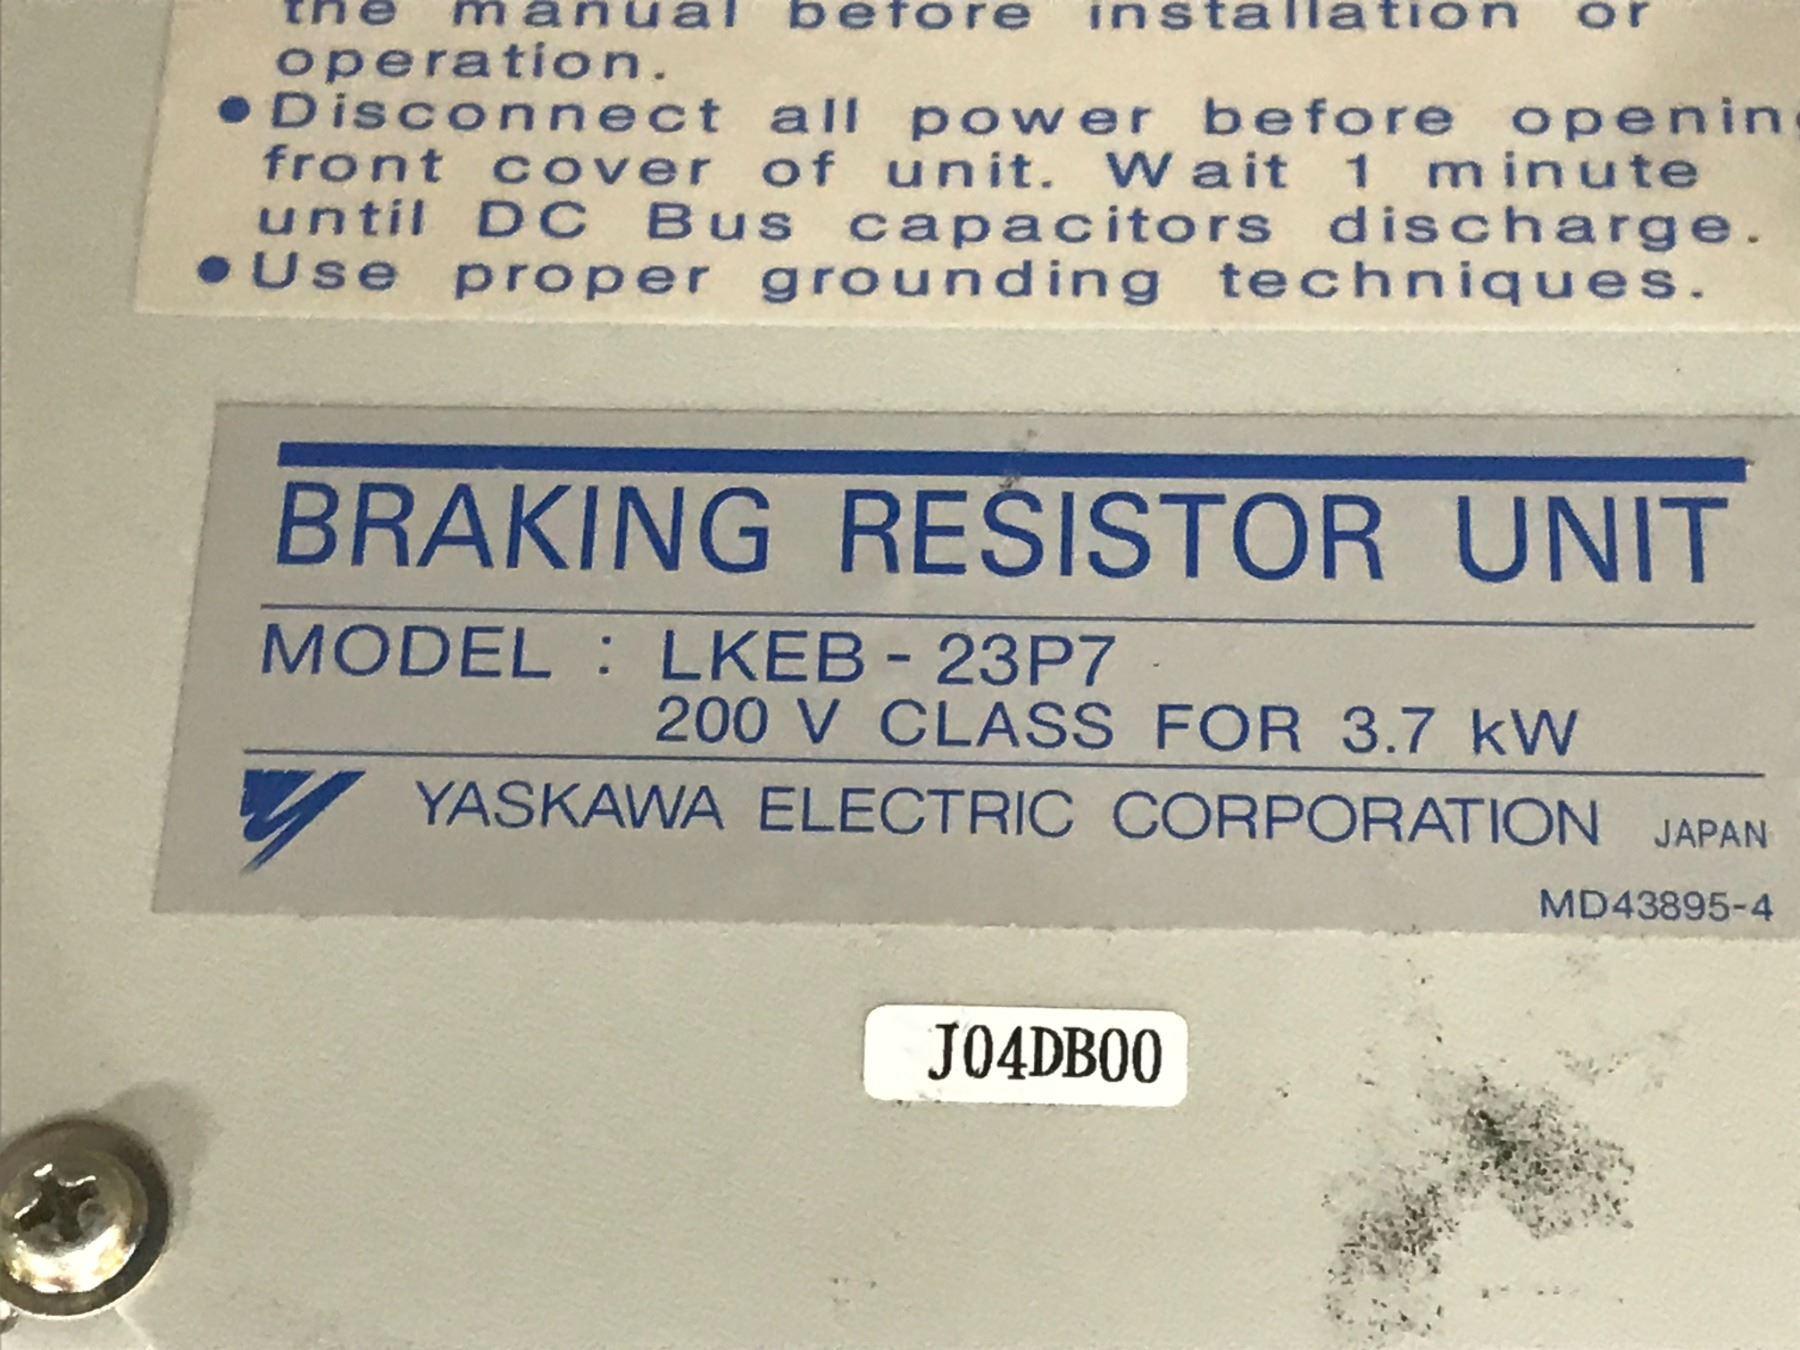 the manual before installation or
operation.
● Disconnect all power before openin
front cover of unit. Wait 1 minute
until DC Bus capacitors discharge.
● Use proper grounding techniques.
BRAKING RESISTOR UNIT
MODEL : LKEB - 23P7
200 V CLASS FOR 3.7 kW
YASKAWA ELECTRIC CORPORATION JAPAN
MD43895-4
J04DB00